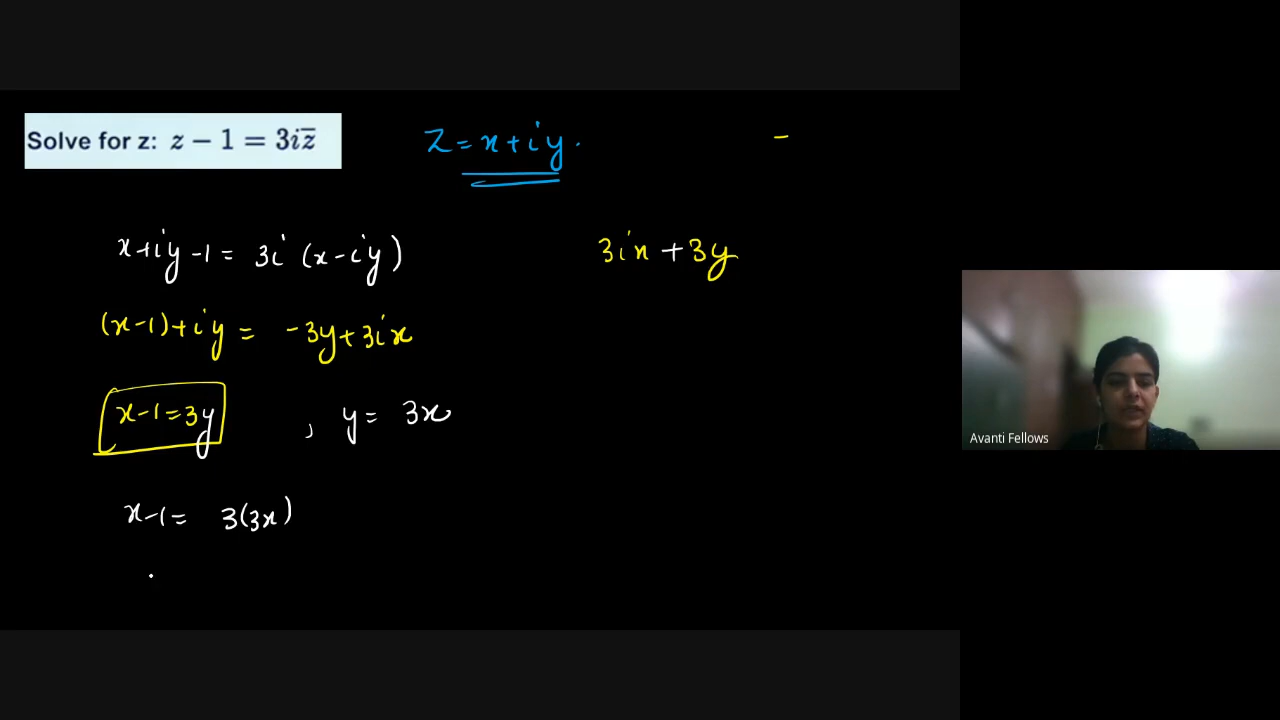 Solve for z: z − 1 = 3iz̅
z = x+iy.
-
x+iy-1 = 3i (x-iy)
3ix + 3y
(x-1)+iy = -3y+3ix
x-1=3y , y= 3x
x-1= 3(3x)
Avanti Fellows